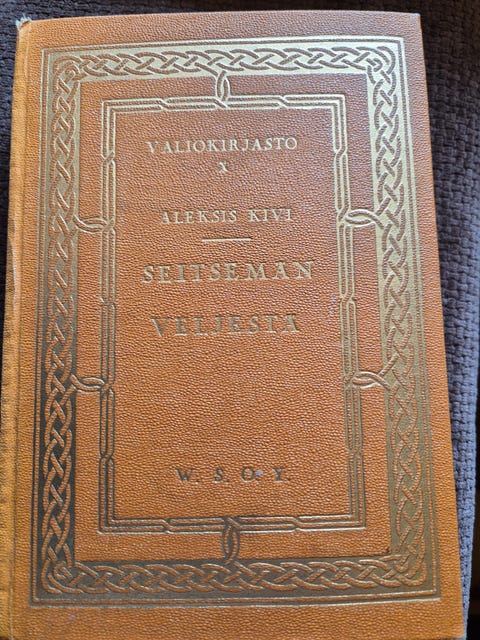 VALIOKIRJASTO
X
ALEKSIS KIVI
SEITSEMÄN
VELJESTÄ
W. S. O. Y.